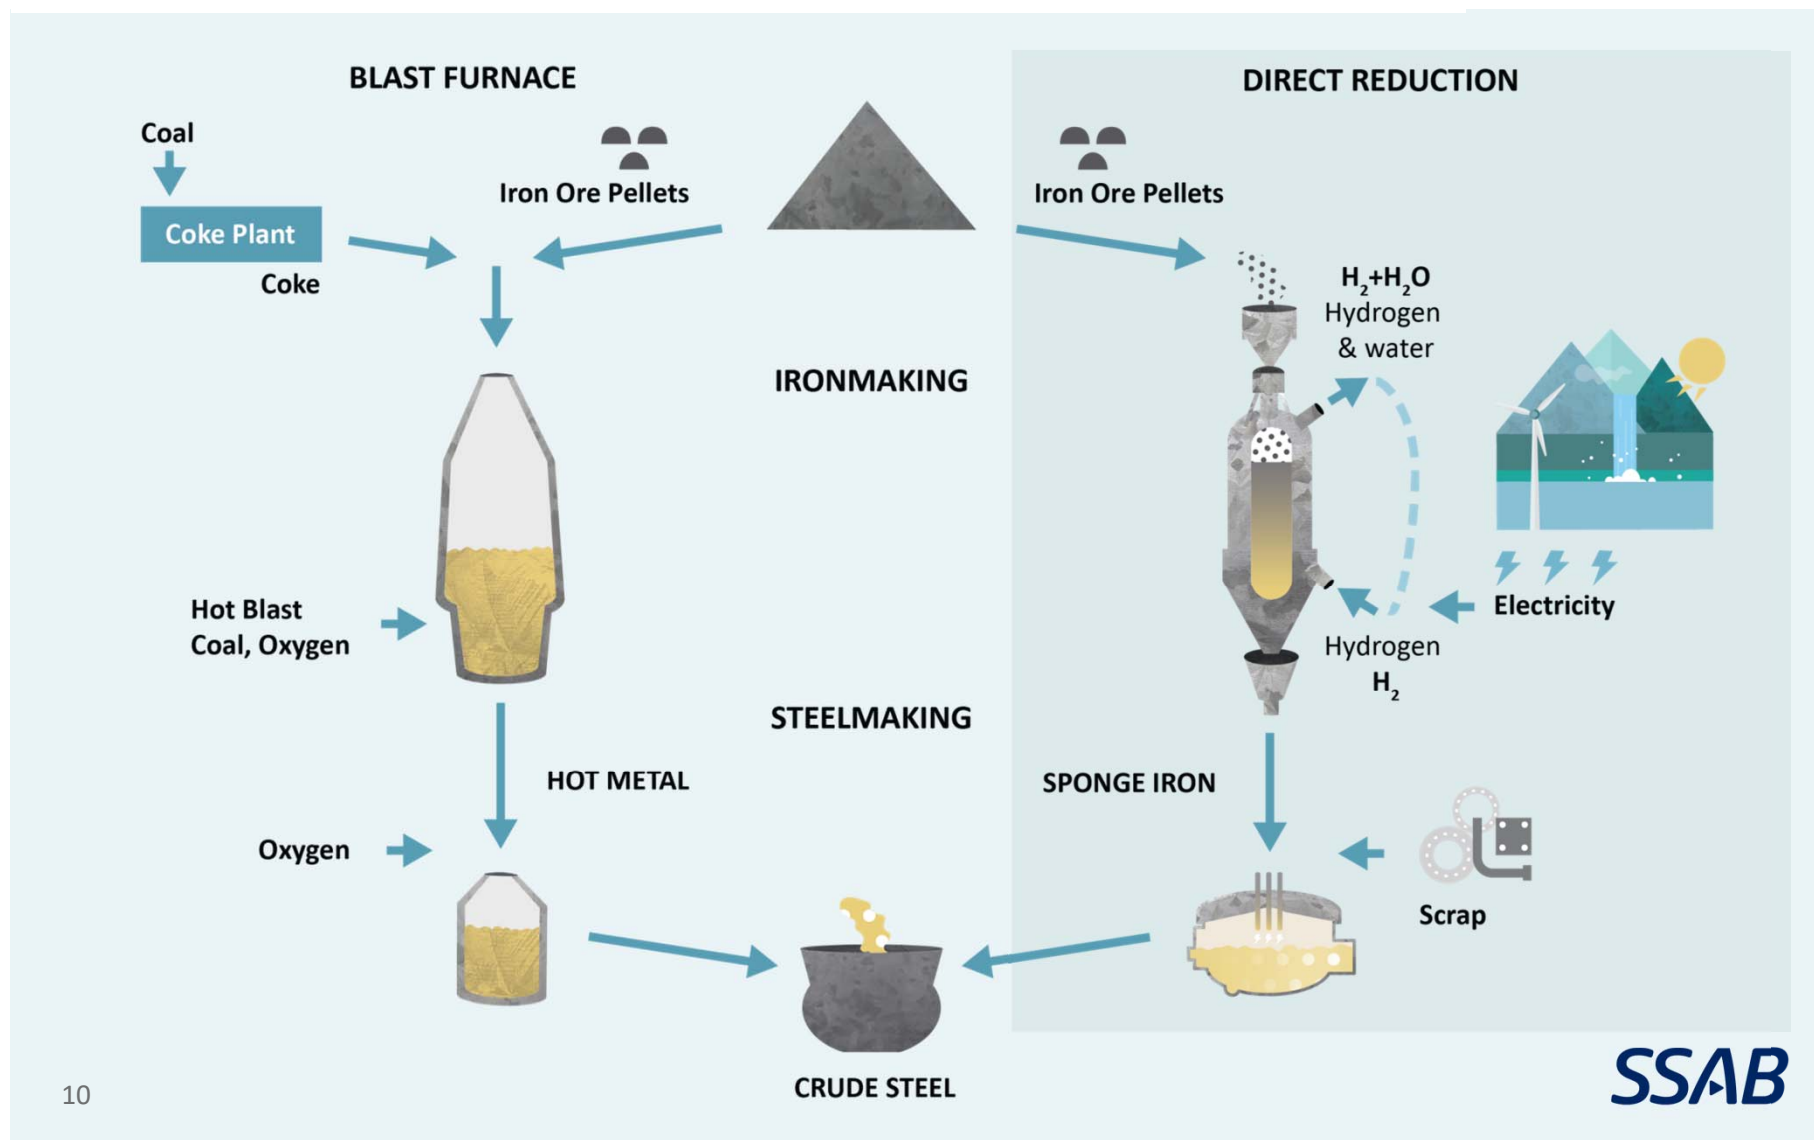 BLAST FURNACE
Coal
Coke Plant
Coke
Iron Ore Pellets
Hot Blast
Coal, Oxygen
HOT METAL
Oxygen
IRONMAKING
STEELMAKING
CRUDE STEEL
DIRECT REDUCTION
Iron Ore Pellets
H₂+H₂O
Hydrogen
& water
Electricity
Hydrogen
H₂
SPONGE IRON
Scrap
10
SSAB